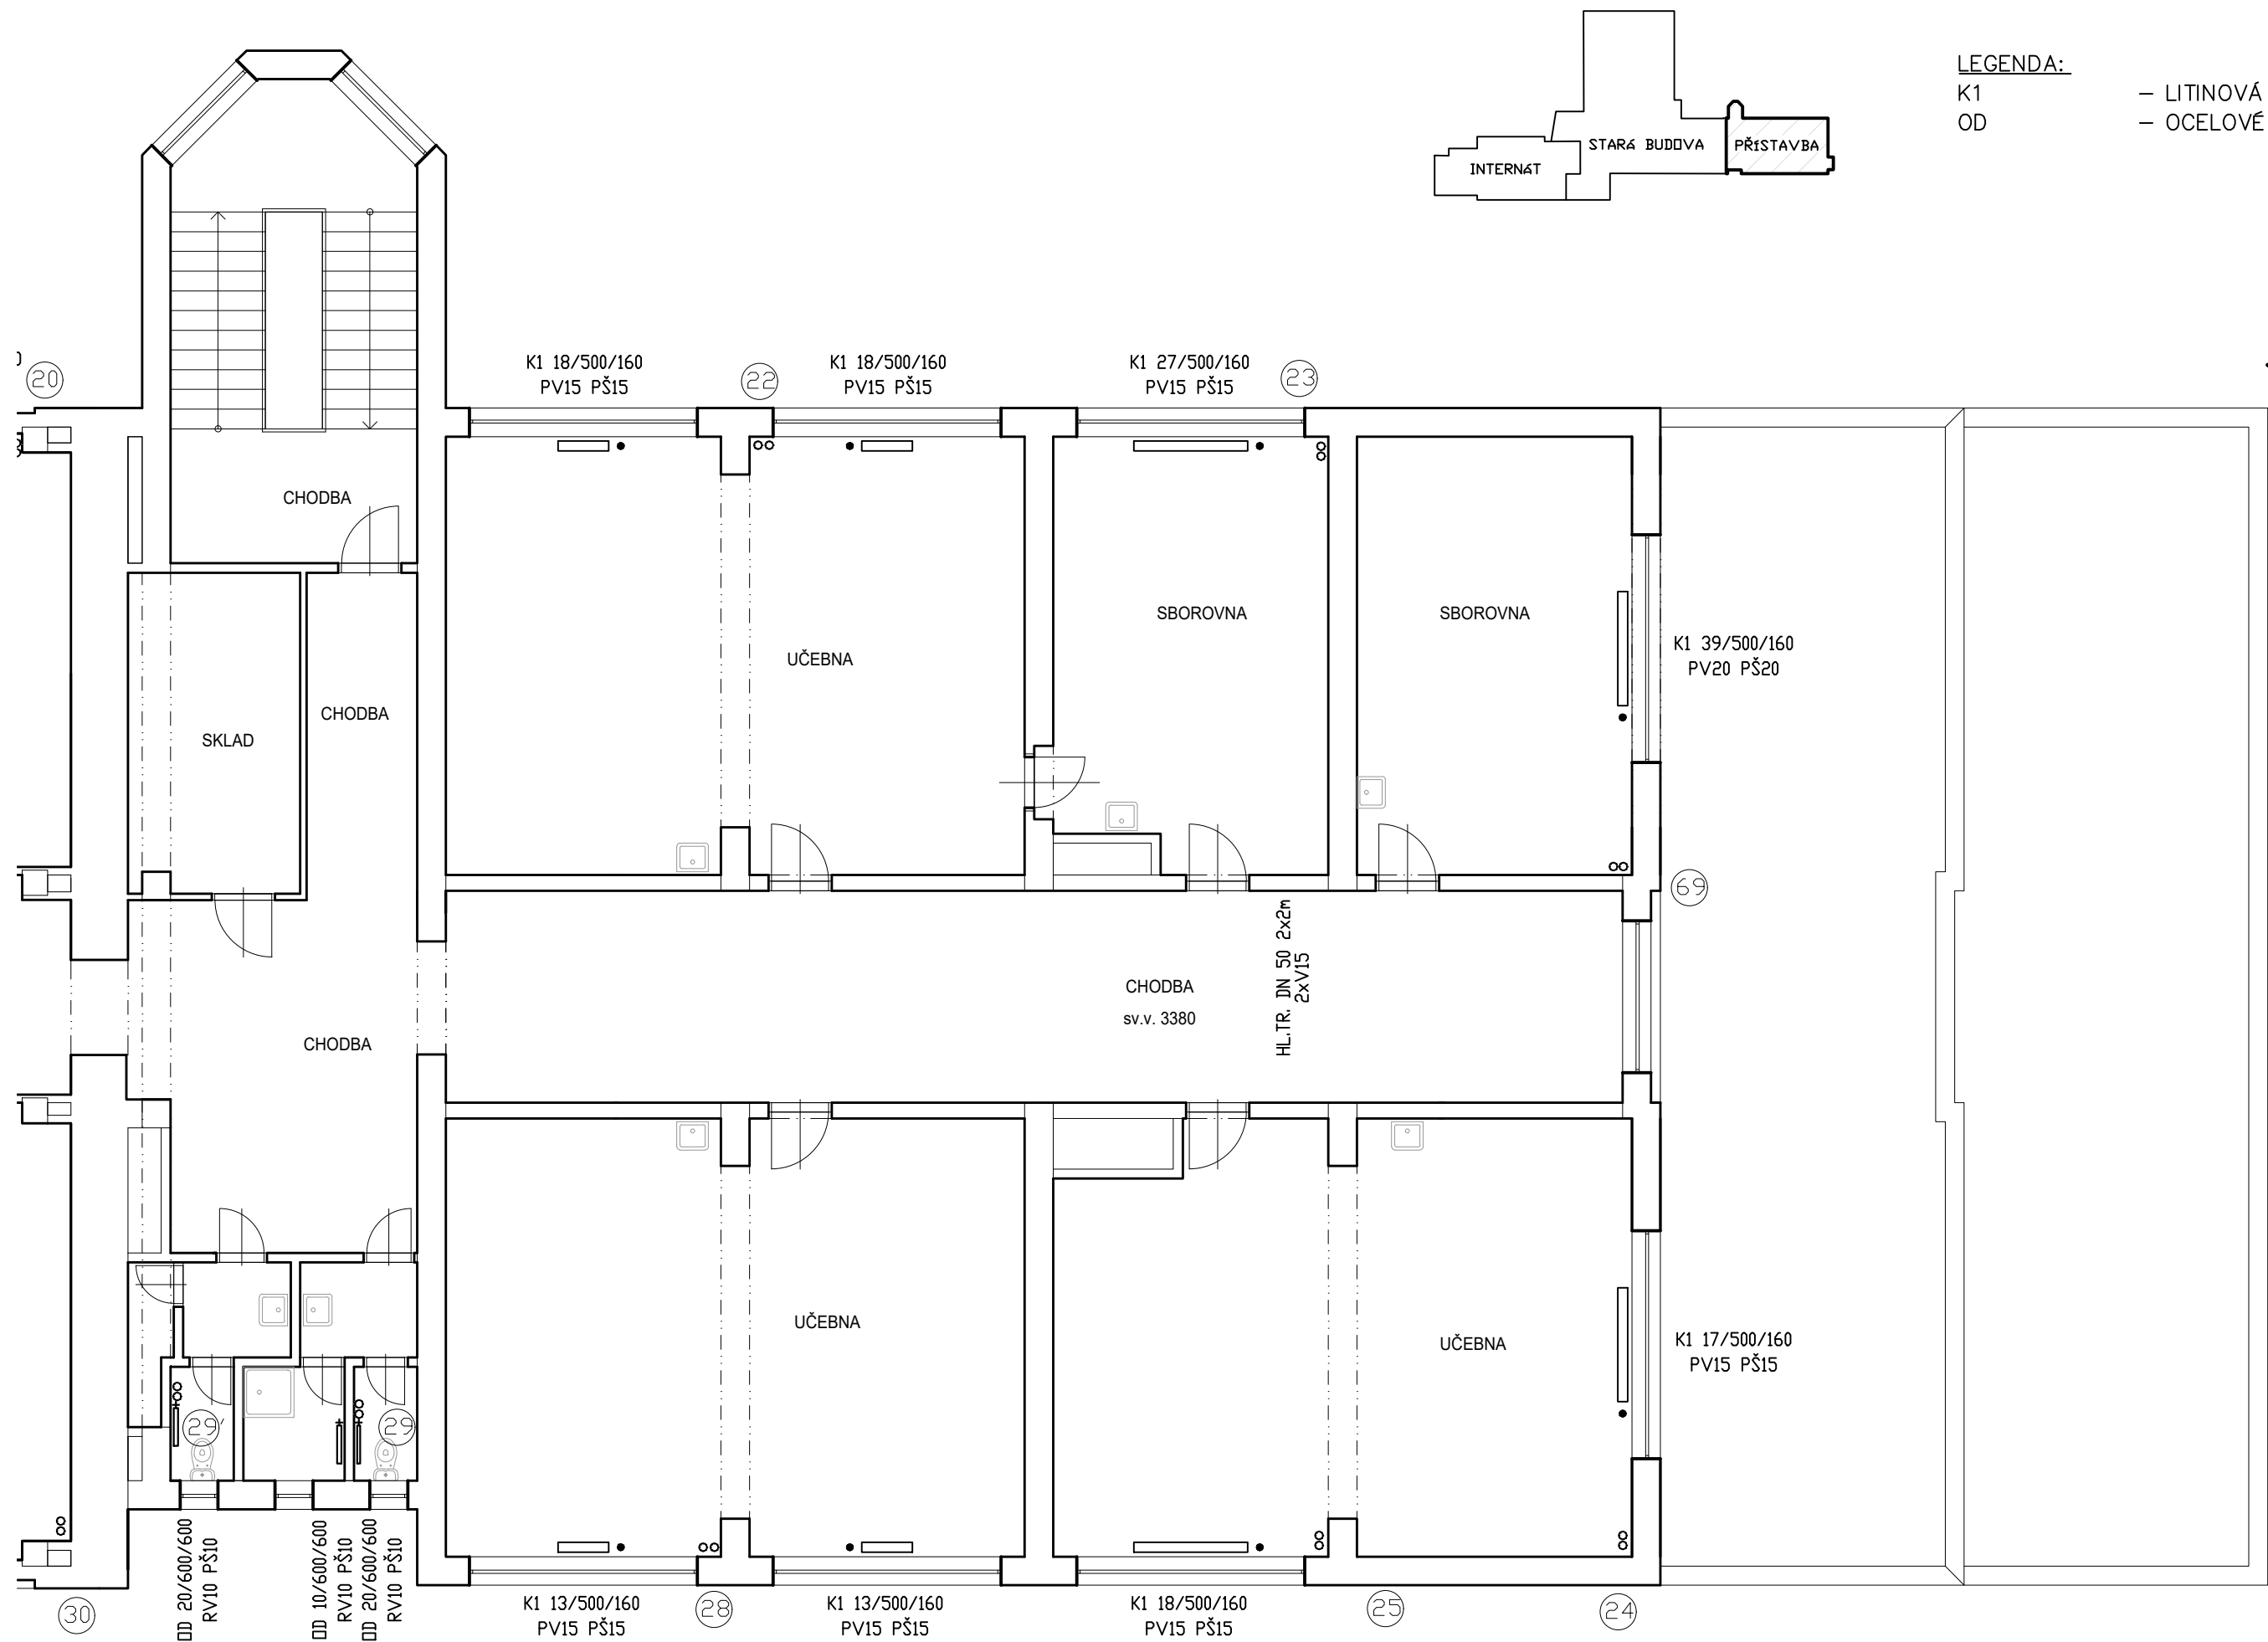 LEGENDA:
K1 – LITINOVÁ
OD – OCELOVÉ
STARÁ BUDOVA
PŘÍSTAVBA
INTERNÁT
20
K1 18/500/160
PV15 PŠ15
22
K1 18/500/160
PV15 PŠ15
K1 27/500/160
PV15 PŠ15
23
CHODBA
SBOROVNA
SBOROVNA
K1 39/500/160
PV20 PŠ20
UČEBNA
CHODBA
SKLAD
69
HL.TR. DN 50 2x2m
2xV15
CHODBA
sv.v. 3380
CHODBA
UČEBNA
UČEBNA
K1 17/500/160
PV15 PŠ15
29'
29
OD 20/600/600
RV10 PŠ10
OD 10/600/600
RV10 PŠ10
OD 20/600/600
RV10 PŠ10
30
K1 13/500/160
PV15 PŠ15
28
K1 13/500/160
PV15 PŠ15
K1 18/500/160
PV15 PŠ15
25
24